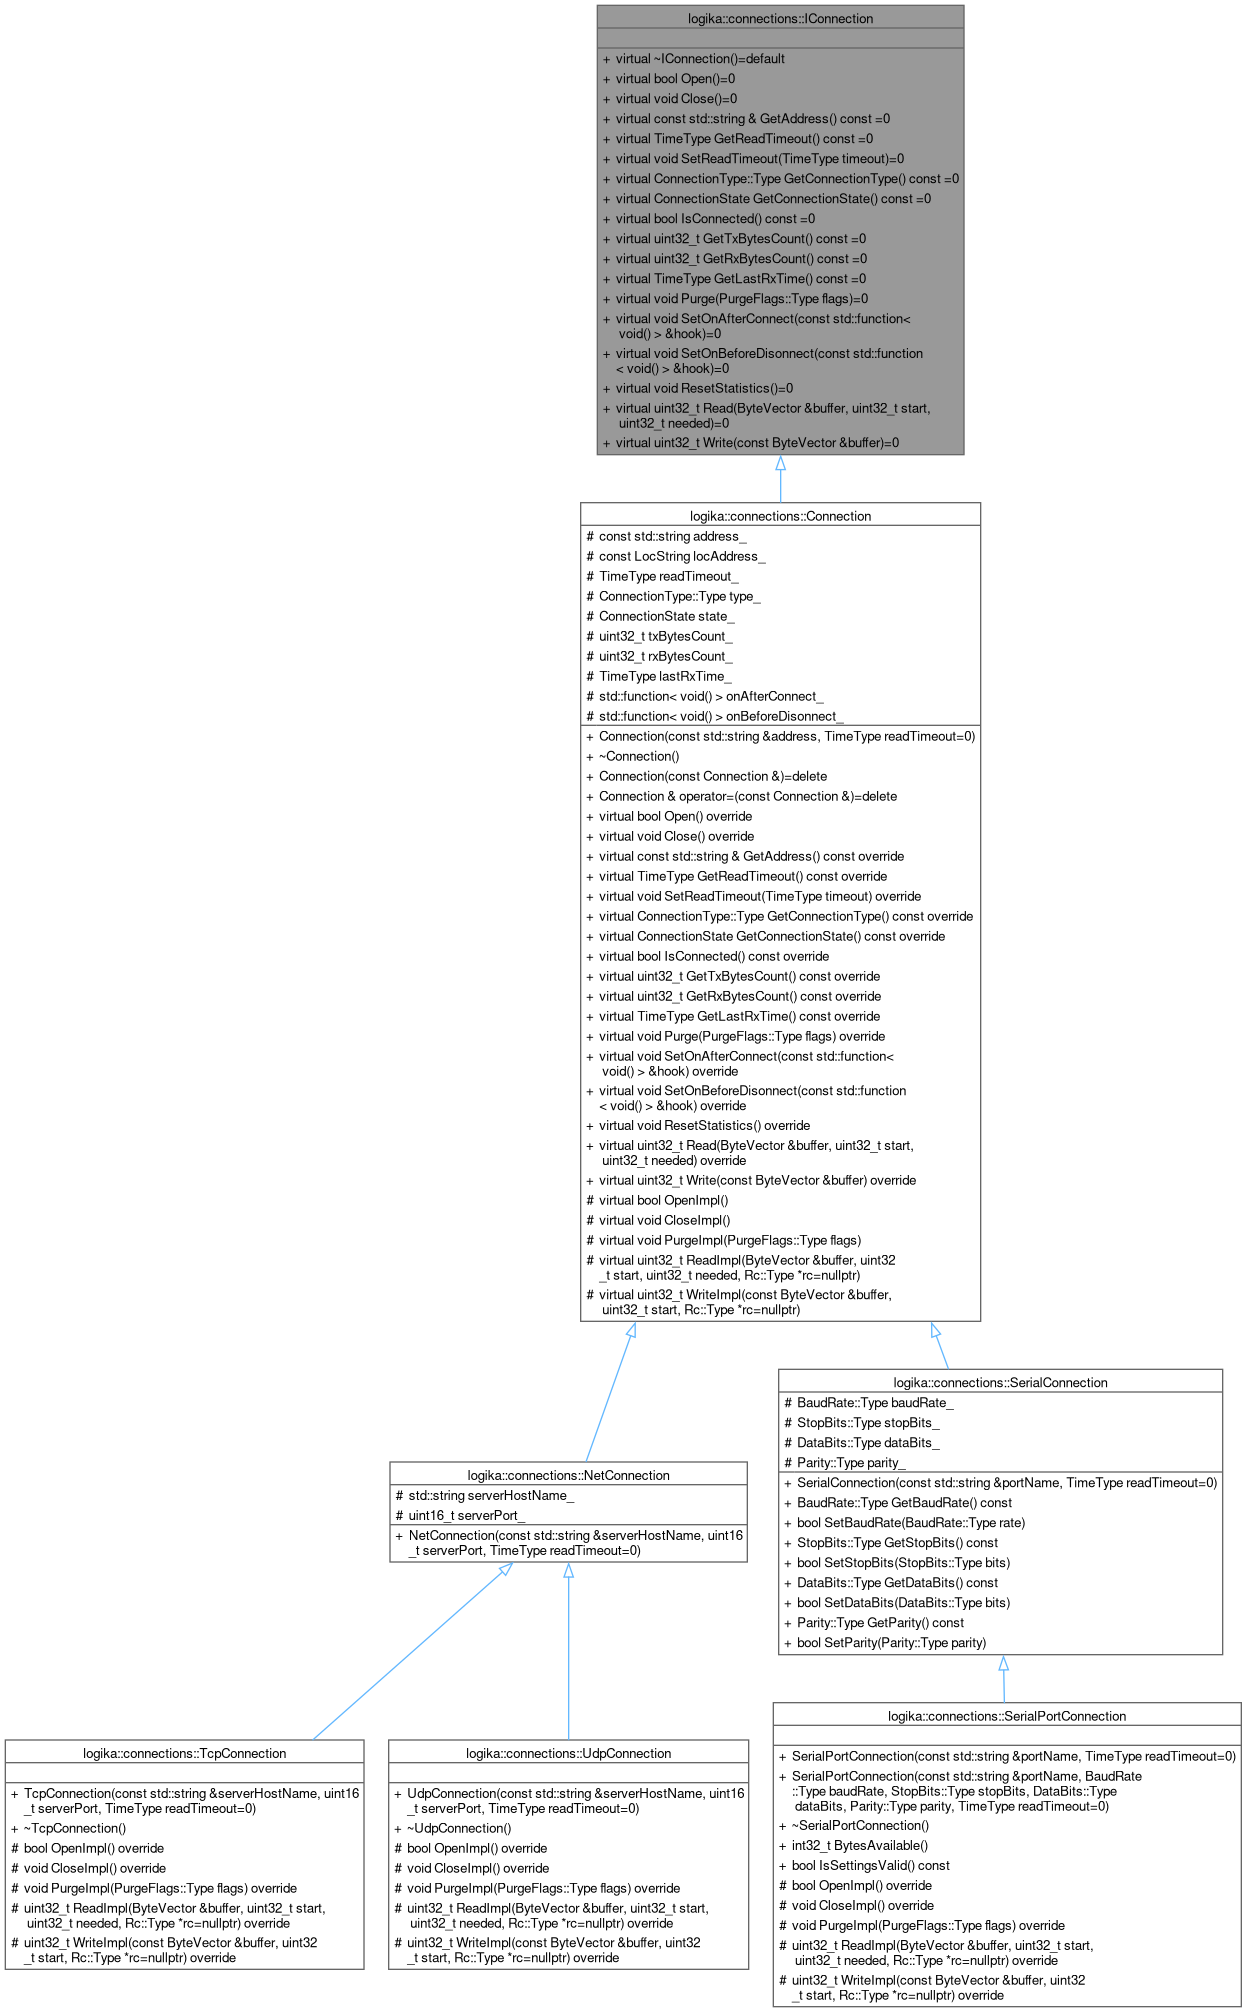 logika::connections::IConnection
+ virtual ~IConnection()=default
+ virtual bool Open()=0
+ virtual void Close()=0
+ virtual const std::string & GetAddress() const =0
+ virtual TimeType GetReadTimeout() const =0
+ virtual void SetReadTimeout(TimeType timeout)=0
+ virtual ConnectionType::Type GetConnectionType() const =0
+ virtual ConnectionState GetConnectionState() const =0
+ virtual bool IsConnected() const =0
+ virtual uint32_t GetTxBytesCount() const =0
+ virtual uint32_t GetRxBytesCount() const =0
+ virtual TimeType GetLastRxTime() const =0
+ virtual void Purge(PurgeFlags::Type flags)=0
+ virtual void SetOnAfterConnect(const std::function<
void() > &hook)=0
+ virtual void SetOnBeforeDisonnect(const std::function
< void() > &hook)=0
+ virtual void ResetStatistics()=0
+ virtual uint32_t Read(ByteVector &buffer, uint32_t start,
uint32_t needed)=0
+ virtual uint32_t Write(const ByteVector &buffer)=0
logika::connections::Connection
# const std::string address_
# const LocString locAddress_
# TimeType readTimeout_
# ConnectionType::Type type_
# ConnectionState state_
# uint32_t txBytesCount_
# uint32_t rxBytesCount_
# TimeType lastRxTime_
# std::function< void() > onAfterConnect_
# std::function< void() > onBeforeDisonnect_
+ Connection(const std::string &address, TimeType readTimeout=0)
+ ~Connection()
+ Connection(const Connection &)=delete
+ Connection & operator=(const Connection &)=delete
+ virtual bool Open() override
+ virtual void Close() override
+ virtual const std::string & GetAddress() const override
+ virtual TimeType GetReadTimeout() const override
+ virtual void SetReadTimeout(TimeType timeout) override
+ virtual ConnectionType::Type GetConnectionType() const override
+ virtual ConnectionState GetConnectionState() const override
+ virtual bool IsConnected() const override
+ virtual uint32_t GetTxBytesCount() const override
+ virtual uint32_t GetRxBytesCount() const override
+ virtual TimeType GetLastRxTime() const override
+ virtual void Purge(PurgeFlags::Type flags) override
+ virtual void SetOnAfterConnect(const std::function<
void() > &hook) override
+ virtual void SetOnBeforeDisonnect(const std::function
< void() > &hook) override
+ virtual void ResetStatistics() override
+ virtual uint32_t Read(ByteVector &buffer, uint32_t start,
uint32_t needed) override
+ virtual uint32_t Write(const ByteVector &buffer) override
# virtual bool OpenImpl()
# virtual void CloseImpl()
# virtual void PurgeImpl(PurgeFlags::Type flags)
# virtual uint32_t ReadImpl(ByteVector &buffer, uint32
_t start, uint32_t needed, Rc::Type *rc=nullptr)
# virtual uint32_t WriteImpl(const ByteVector &buffer,
uint32_t start, Rc::Type *rc=nullptr)
logika::connections::NetConnection
# std::string serverHostName_
# uint16_t serverPort_
+ NetConnection(const std::string &serverHostName, uint16
_t serverPort, TimeType readTimeout=0)
logika::connections::SerialConnection
# BaudRate::Type baudRate_
# StopBits::Type stopBits_
# DataBits::Type dataBits_
# Parity::Type parity_
+ SerialConnection(const std::string &portName, TimeType readTimeout=0)
+ BaudRate::Type GetBaudRate() const
+ bool SetBaudRate(BaudRate::Type rate)
+ StopBits::Type GetStopBits() const
+ bool SetStopBits(StopBits::Type bits)
+ DataBits::Type GetDataBits() const
+ bool SetDataBits(DataBits::Type bits)
+ Parity::Type GetParity() const
+ bool SetParity(Parity::Type parity)
logika::connections::TcpConnection
+ TcpConnection(const std::string &serverHostName, uint16
_t serverPort, TimeType readTimeout=0)
+ ~TcpConnection()
# bool OpenImpl() override
# void CloseImpl() override
# void PurgeImpl(PurgeFlags::Type flags) override
# uint32_t ReadImpl(ByteVector &buffer, uint32_t start,
uint32_t needed, Rc::Type *rc=nullptr) override
# uint32_t WriteImpl(const ByteVector &buffer, uint32
_t start, Rc::Type *rc=nullptr) override
logika::connections::UdpConnection
+ UdpConnection(const std::string &serverHostName, uint16
_t serverPort, TimeType readTimeout=0)
+ ~UdpConnection()
# bool OpenImpl() override
# void CloseImpl() override
# void PurgeImpl(PurgeFlags::Type flags) override
# uint32_t ReadImpl(ByteVector &buffer, uint32_t start,
uint32_t needed, Rc::Type *rc=nullptr) override
# uint32_t WriteImpl(const ByteVector &buffer, uint32
_t start, Rc::Type *rc=nullptr) override
logika::connections::SerialPortConnection
+ SerialPortConnection(const std::string &portName, TimeType readTimeout=0)
+ SerialPortConnection(const std::string &portName, BaudRate
::Type baudRate, StopBits::Type stopBits, DataBits::Type
dataBits, Parity::Type parity, TimeType readTimeout=0)
+ ~SerialPortConnection()
+ int32_t BytesAvailable()
+ bool IsSettingsValid() const
# bool OpenImpl() override
# void CloseImpl() override
# void PurgeImpl(PurgeFlags::Type flags) override
# uint32_t ReadImpl(ByteVector &buffer, uint32_t start,
uint32_t needed, Rc::Type *rc=nullptr) override
# uint32_t WriteImpl(const ByteVector &buffer, uint32
_t start, Rc::Type *rc=nullptr) override